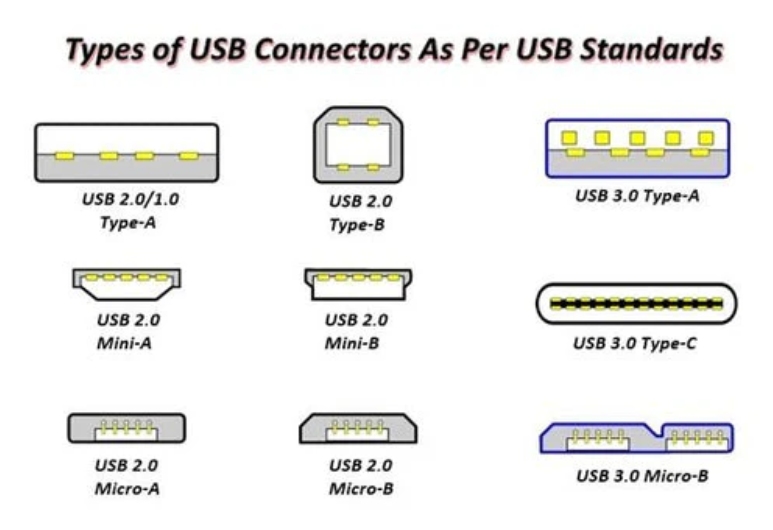 Types of USB Connectors As Per USB Standards
USB 2.0/1.0
Type-A
USB 2.0
Type-B
USB 3.0 Type-A
USB 2.0
Mini-A
USB 2.0
Mini-B
USB 3.0 Type-C
USB 2.0
Micro-A
USB 2.0
Micro-B
USB 3.0 Micro-B